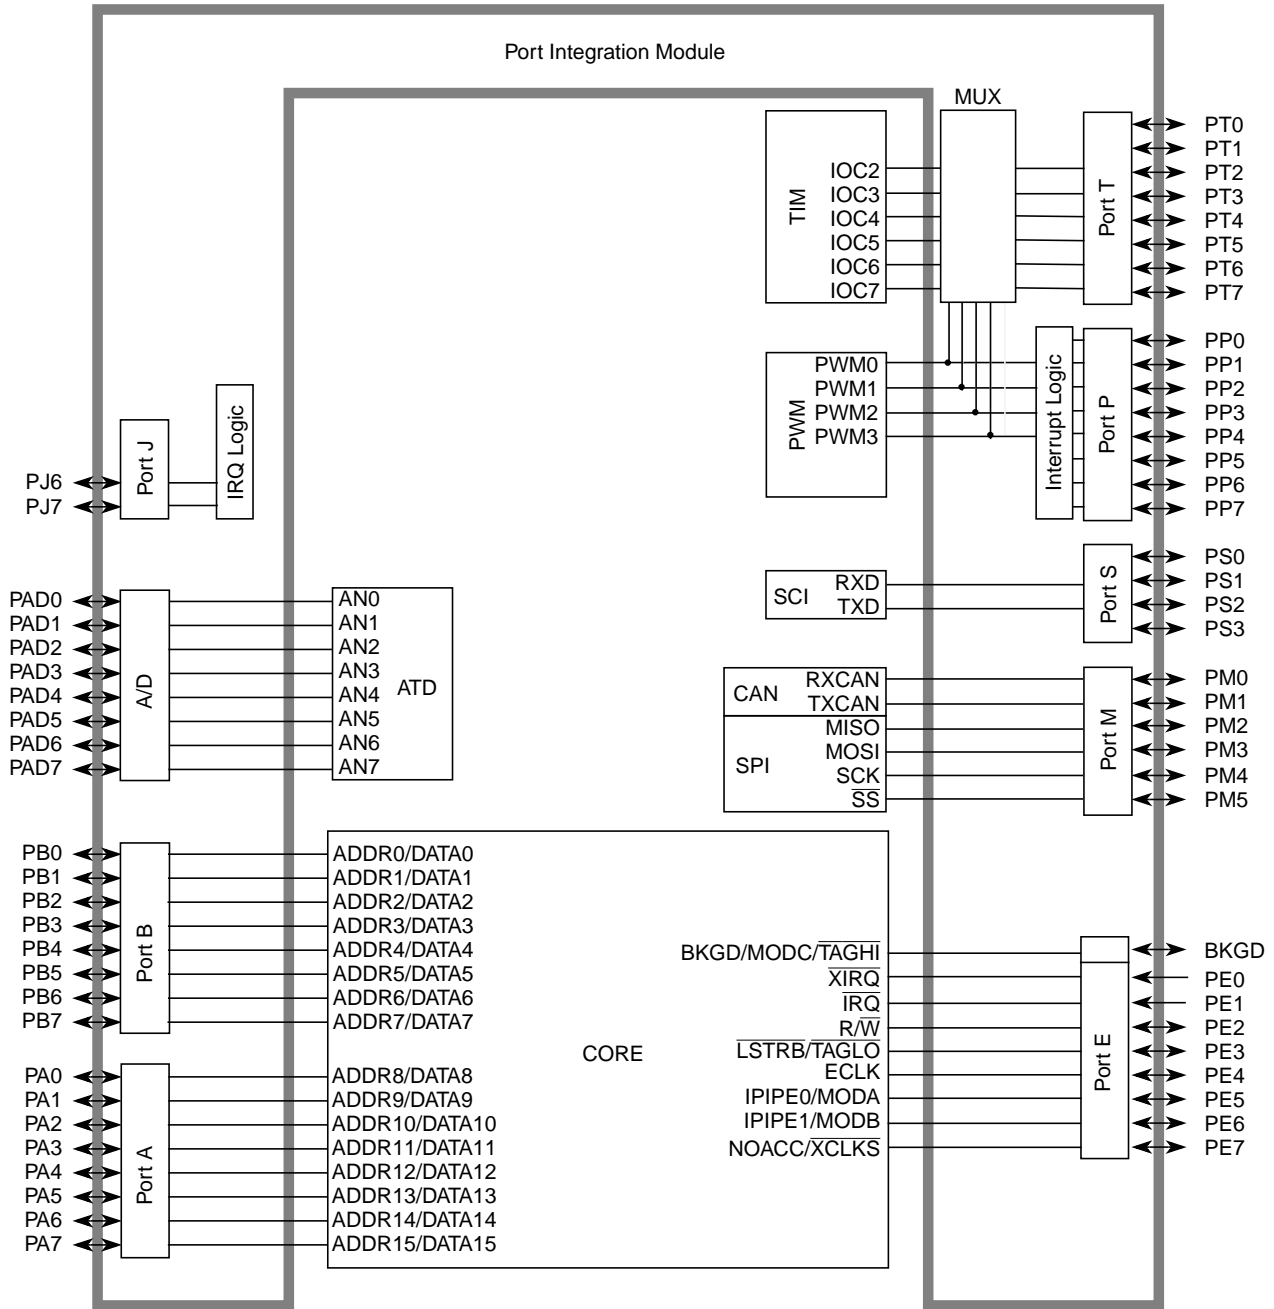 Port Integration Module
MUX
TIM
IOC2
IOC3
IOC4
IOC5
IOC6
IOC7
Port T
PT0
PT1
PT2
PT3
PT4
PT5
PT6
PT7
PWM
PWM0
PWM1
PWM2
PWM3
Interrupt Logic
Port P
PP0
PP1
PP2
PP3
PP4
PP5
PP6
PP7
PJ6
PJ7
Port J
IRQ Logic
SCI
RXD
TXD
Port S
PS0
PS1
PS2
PS3
PAD0
PAD1
PAD2
PAD3
PAD4
PAD5
PAD6
PAD7
A/D
AN0
AN1
AN2
AN3
AN4
AN5
AN6
AN7
ATD
CAN
RXCAN
TXCAN
SPI
MISO
MOSI
SCK
SS
Port M
PM0
PM1
PM2
PM3
PM4
PM5
PB0
PB1
PB2
PB3
PB4
PB5
PB6
PB7
Port B
ADDR0/DATA0
ADDR1/DATA1
ADDR2/DATA2
ADDR3/DATA3
ADDR4/DATA4
ADDR5/DATA5
ADDR6/DATA6
ADDR7/DATA7
PA0
PA1
PA2
PA3
PA4
PA5
PA6
PA7
Port A
ADDR8/DATA8
ADDR9/DATA9
ADDR10/DATA10
ADDR11/DATA11
ADDR12/DATA12
ADDR13/DATA13
ADDR14/DATA14
ADDR15/DATA15
CORE
BKGD/MODC/TAGHI
XIRQ
IRQ
R/W
LSTRB/TAGLO
ECLK
IPIPE0/MODA
IPIPE1/MODB
NOACC/XCLKS
Port E
BKGD
PE0
PE1
PE2
PE3
PE4
PE5
PE6
PE7